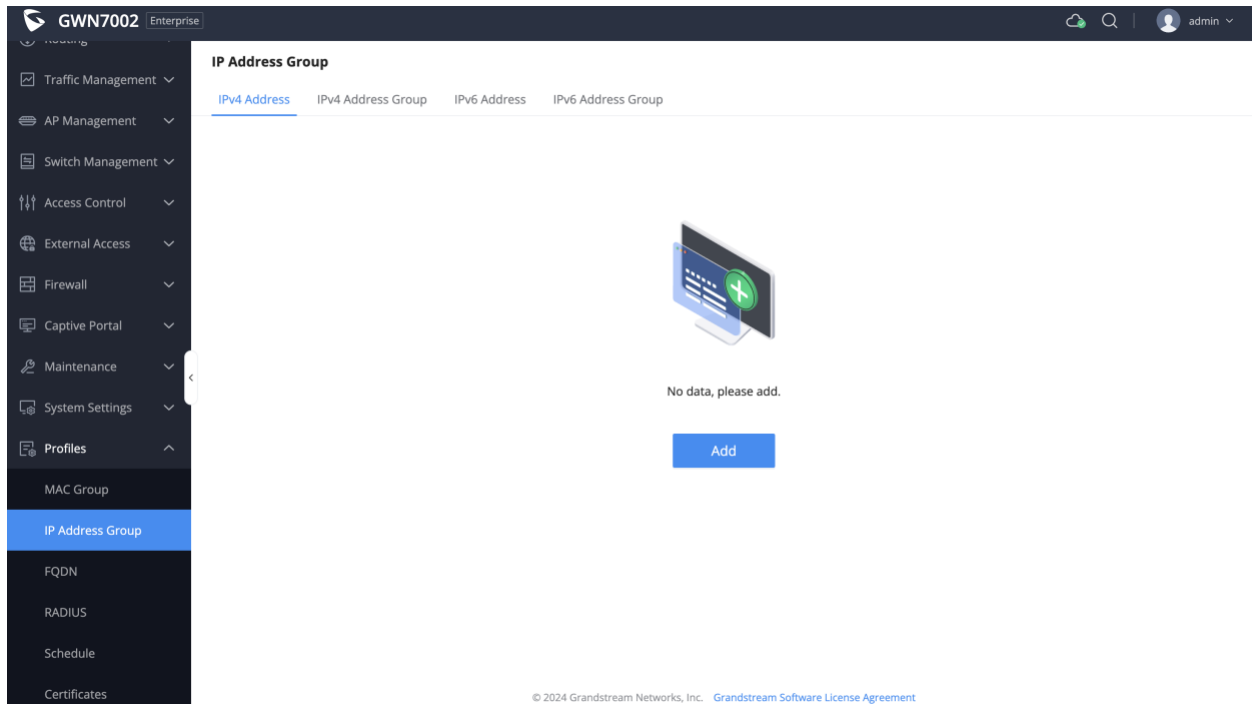 GWN7002 Enterprise
admin
Routing
Traffic Management
AP Management
Switch Management
Access Control
External Access
Firewall
Captive Portal
Maintenance
System Settings
Profiles
MAC Group
IP Address Group
FQDN
RADIUS
Schedule
Certificates
IP Address Group
IPv4 Address IPv4 Address Group IPv6 Address IPv6 Address Group
No data, please add.
Add
© 2024 Grandstream Networks, Inc. Grandstream Software License Agreement